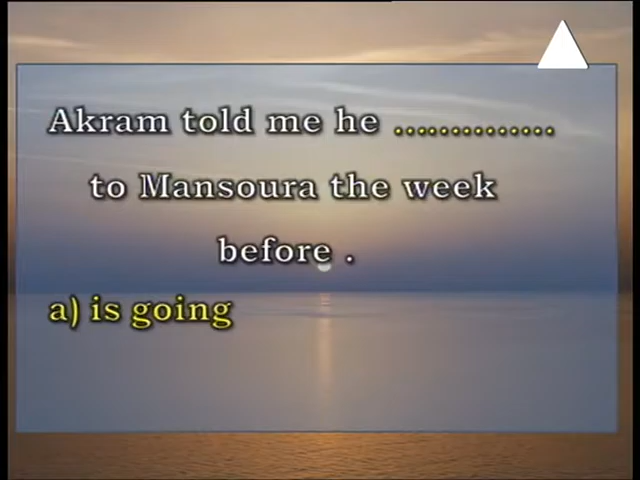 Akram told me he ..............
to Mansoura the week
before .
a) is going